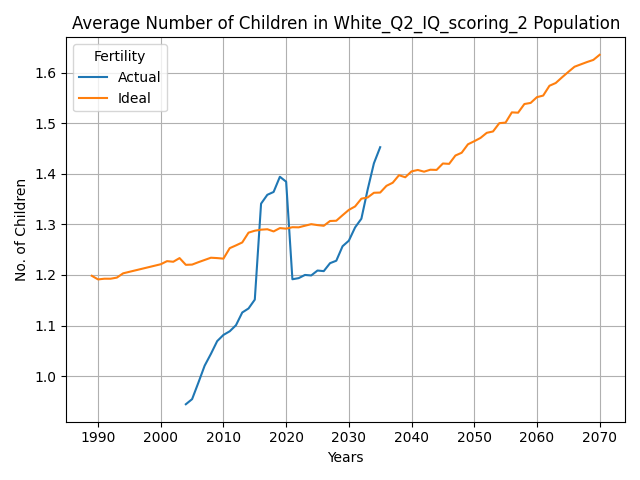 Average Number of Children in White_Q2_IQ_scoring_2 Population
Fertility
Actual
Ideal
No. of Children
1.6
1.5
1.4
1.3
1.2
1.1
1.0
1990 2000 2010 2020 2030 2040 2050 2060 2070
Years